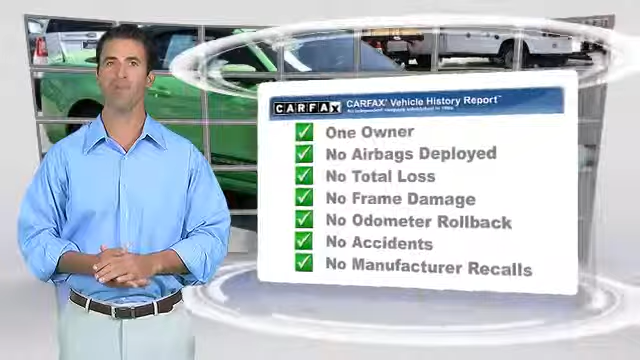 CARFAX CARFAX Vehicle History Report™
One Owner
No Airbags Deployed
No Total Loss
No Frame Damage
No Odometer Rollback
No Accidents
No Manufacturer Recalls